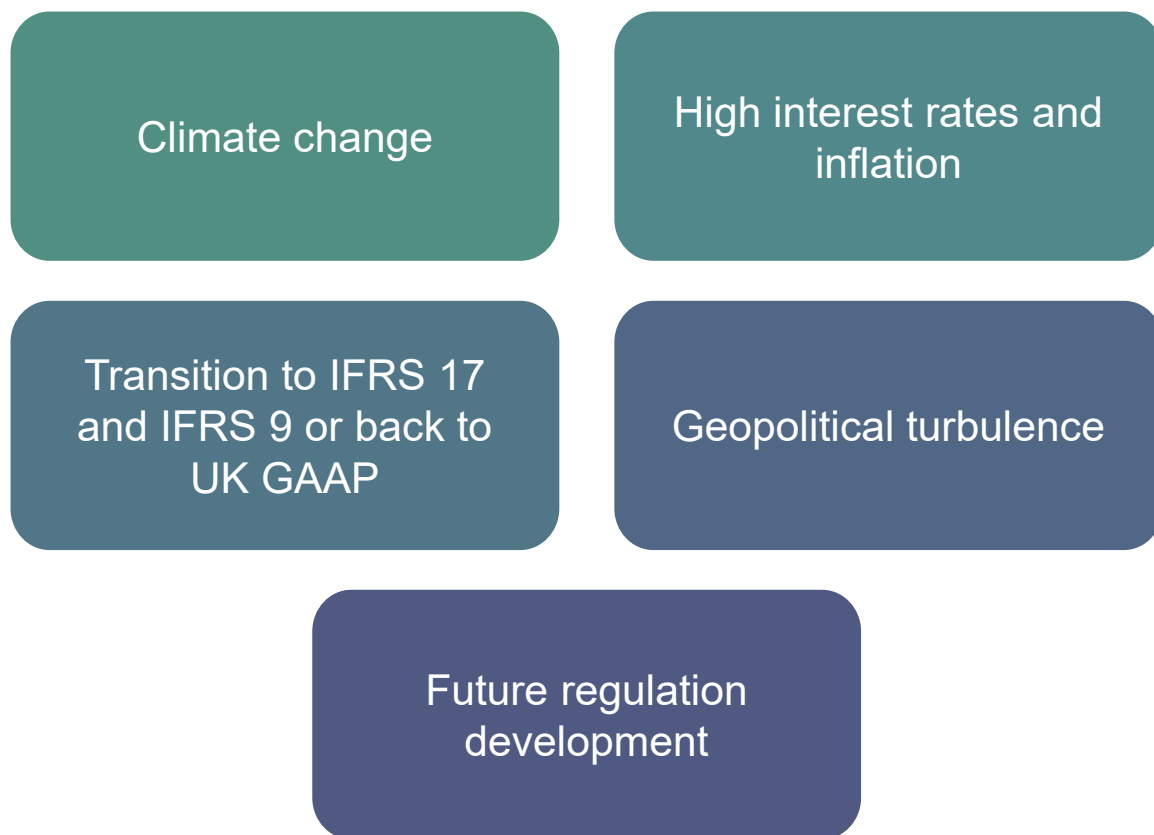 Climate change
High interest rates and
inflation
Transition to IFRS 17
and IFRS 9 or back to
UK GAAP
Geopolitical turbulence
Future regulation
development